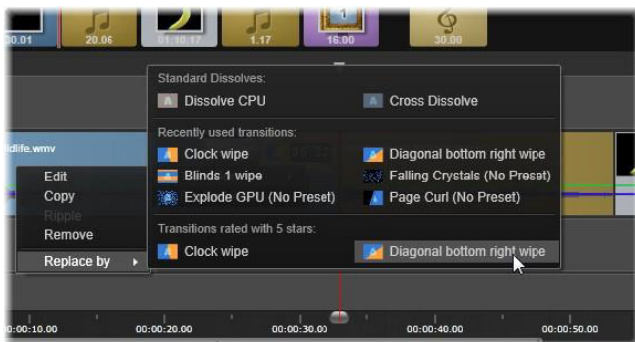 30.01 20.06 01:10.17 1.17 16.00 30.00
1
Standard Dissolves:
A Dissolve CPU A Cross Dissolve
Recently used transitions:
A Clock wipe A Diagonal bottom right wipe
Blinds 1 wipe Falling Crystals (No Preset)
Explode GPU (No Preset) Page Curl (No Preset)
Transitions rated with 5 stars:
A Clock wipe A Diagonal bottom right wipe
ldlife.wmv
Edit
Copy
Ripple
Remove
Replace by
0:00:10.00 00:00:20.00 00:00:30.00 00:00:40.00 00:00:50.00